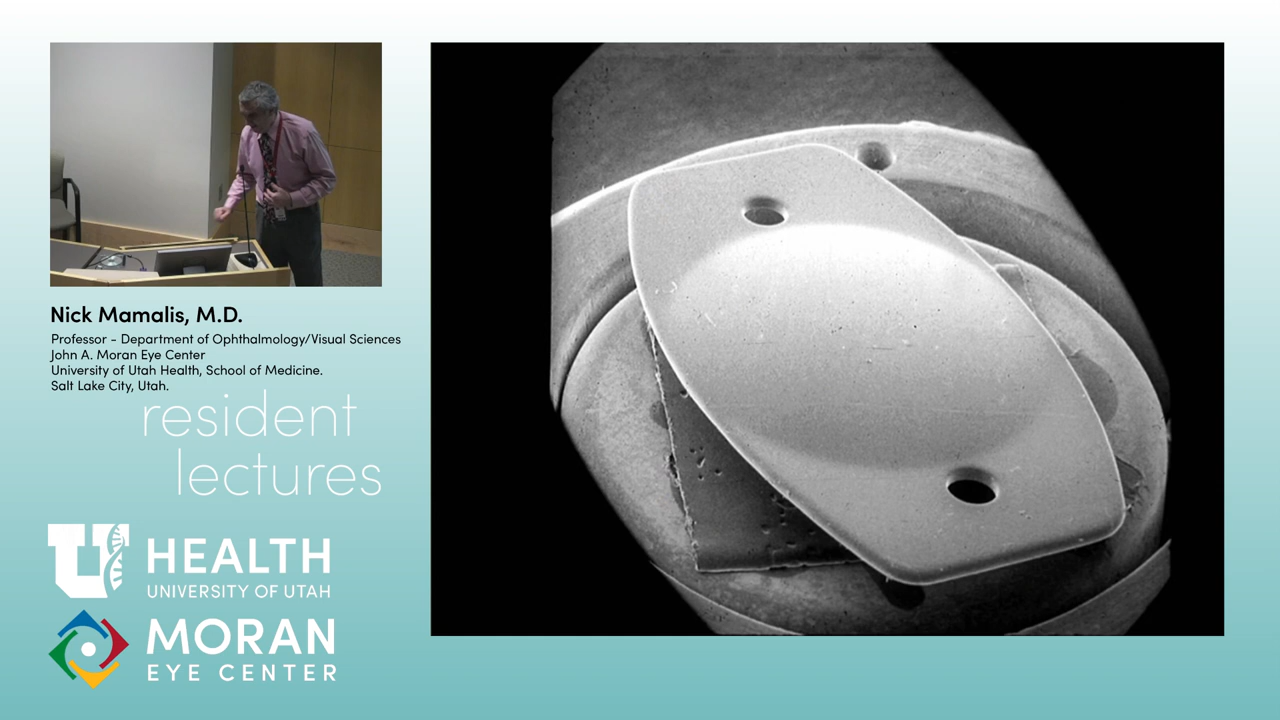 Nick Mamalis, M.D.
Professor - Department of Ophthalmology/Visual Sciences
John A. Moran Eye Center
University of Utah Health, School of Medicine.
Salt Lake City, Utah.
resident
lectures
U HEALTH
UNIVERSITY OF UTAH
MORAN
EYE CENTER